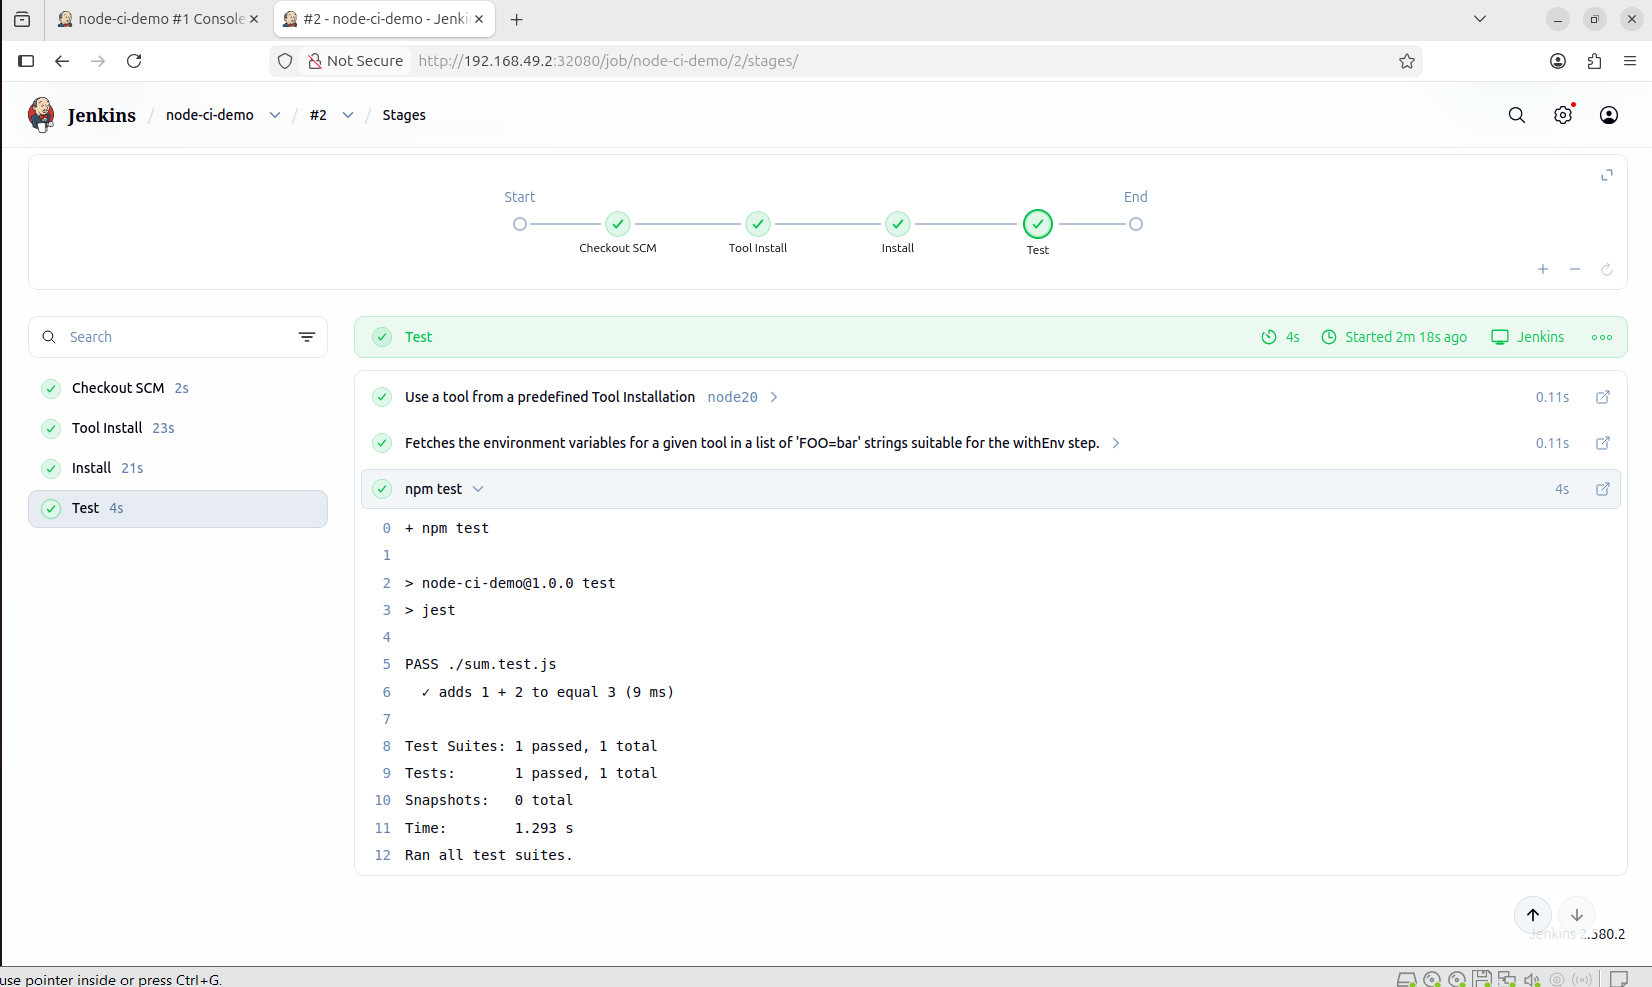 node-ci-demo #1 Console
#2 - node-ci-demo - Jenki
Not Secure http://192.168.49.2:32080/job/node-ci-demo/2/stages/
Jenkins / node-ci-demo / #2 / Stages
Start End
Checkout SCM Tool Install Install Test
Search
Checkout SCM 2s
Tool Install 23s
Install 21s
Test 4s
Test 4s Started 2m 18s ago Jenkins
Use a tool from a predefined Tool Installation node20 0.11s
Fetches the environment variables for a given tool in a list of 'FOO=bar' strings suitable for the withEnv step. 0.11s
npm test 4s
0 + npm test
1
2 > node-ci-demo@1.0.0 test
3 > jest
4
5 PASS ./sum.test.js
6 ✓ adds 1 + 2 to equal 3 (9 ms)
7
8 Test Suites: 1 passed, 1 total
9 Tests: 1 passed, 1 total
10 Snapshots: 0 total
11 Time: 1.293 s
12 Ran all test suites.
Jenkins
use pointer inside or press Ctrl+G.